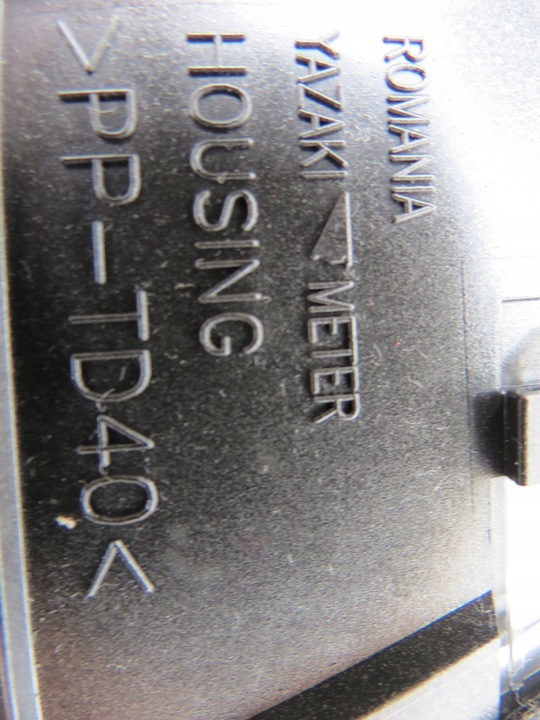 ROMANIA
YAZAKI METER
HOUSING
>PP-TD40<